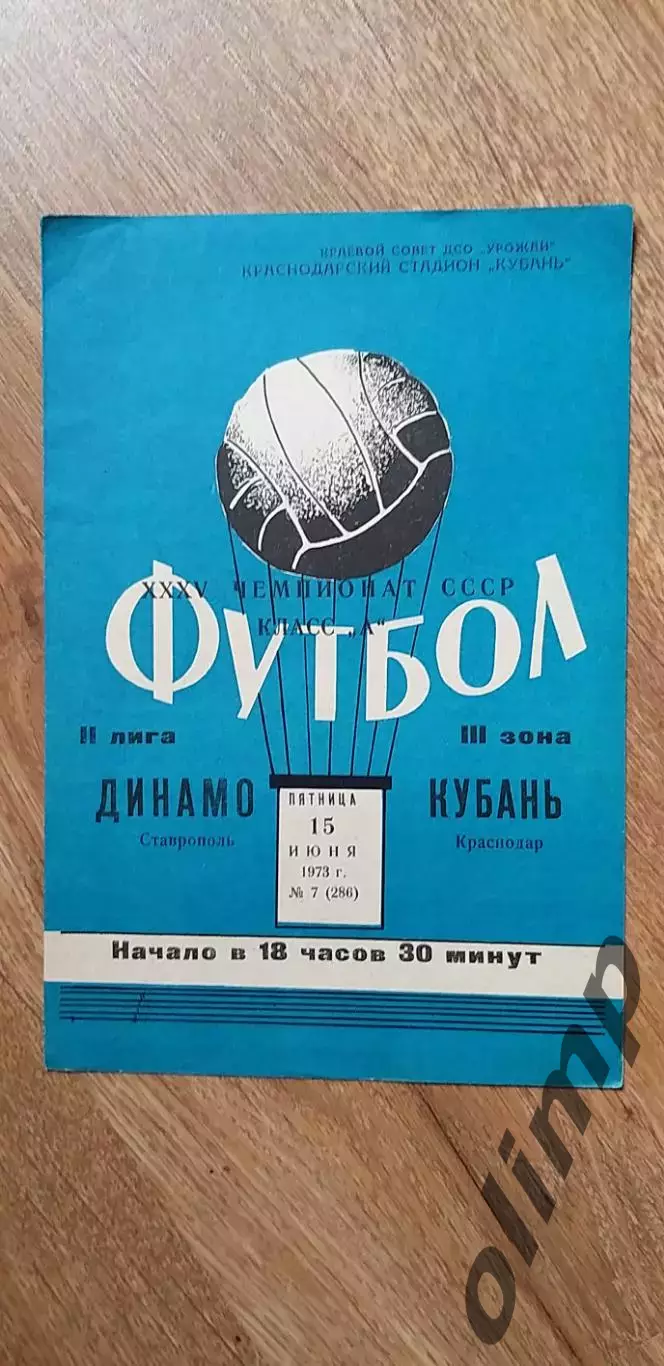 КРАЕВОЙ СОВЕТ ДСО „УРОЖАЙ"
КРАСНОДАРСКИЙ СТАДИОН „КУБАНЬ"
XXXV ЧЕМПИОНАТ СССР
КЛАСС „А"
ФУТБОЛ
II лига
III зона
ДИНАМО
Ставрополь
КУБАНЬ
Краснодар
ПЯТНИЦА
15
ИЮНЯ
1973 г.
№ 7 (286)
Начало в 18 часов 30 минут
olimp